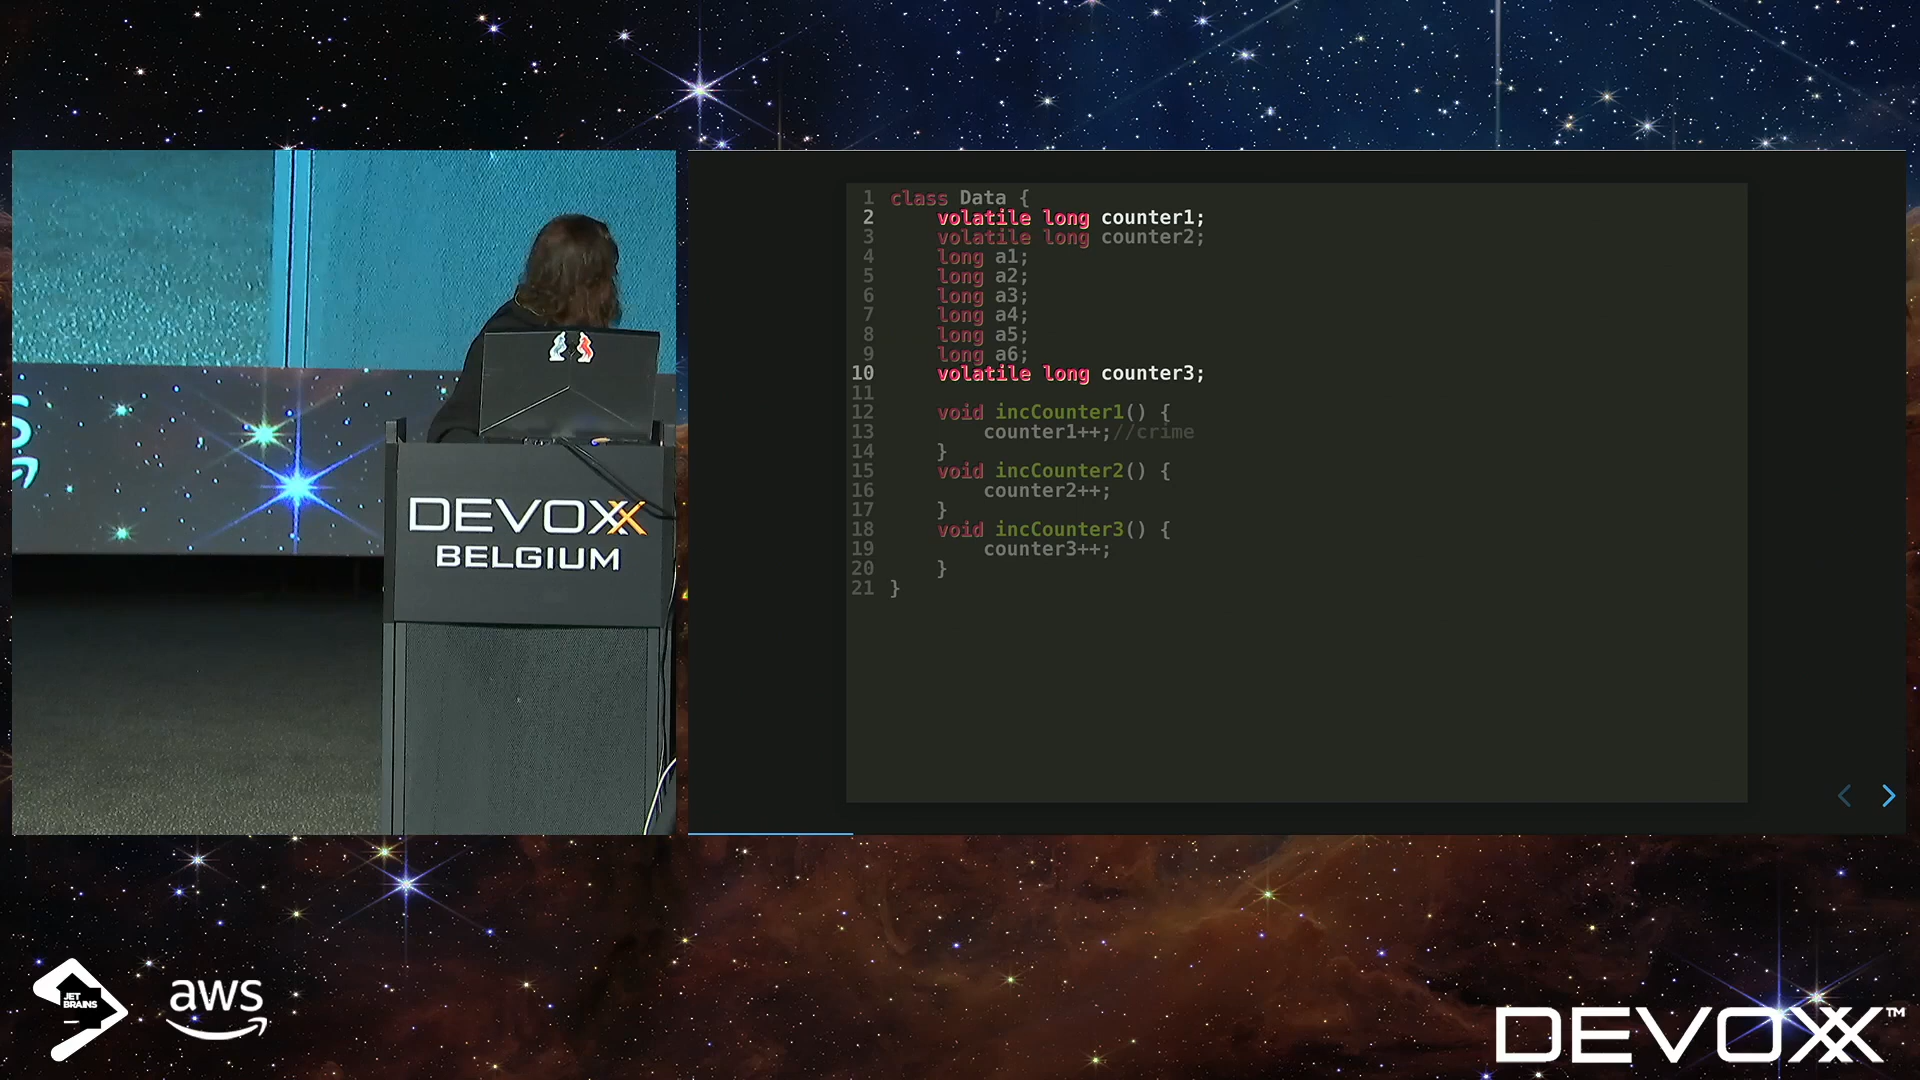 1 class Data {
2 volatile long counter1;
3 volatile long counter2;
4 long a1;
5 long a2;
6 long a3;
7 long a4;
8 long a5;
9 long a6;
10 volatile long counter3;
11
12 void incCounter1() {
13 counter1++;//crime
14 }
15 void incCounter2() {
16 counter2++;
17 }
18 void incCounter3() {
19 counter3++;
20 }
21 }
DEVOXX
BELGIUM
JET
BRAINS
aws
DEVOXX™